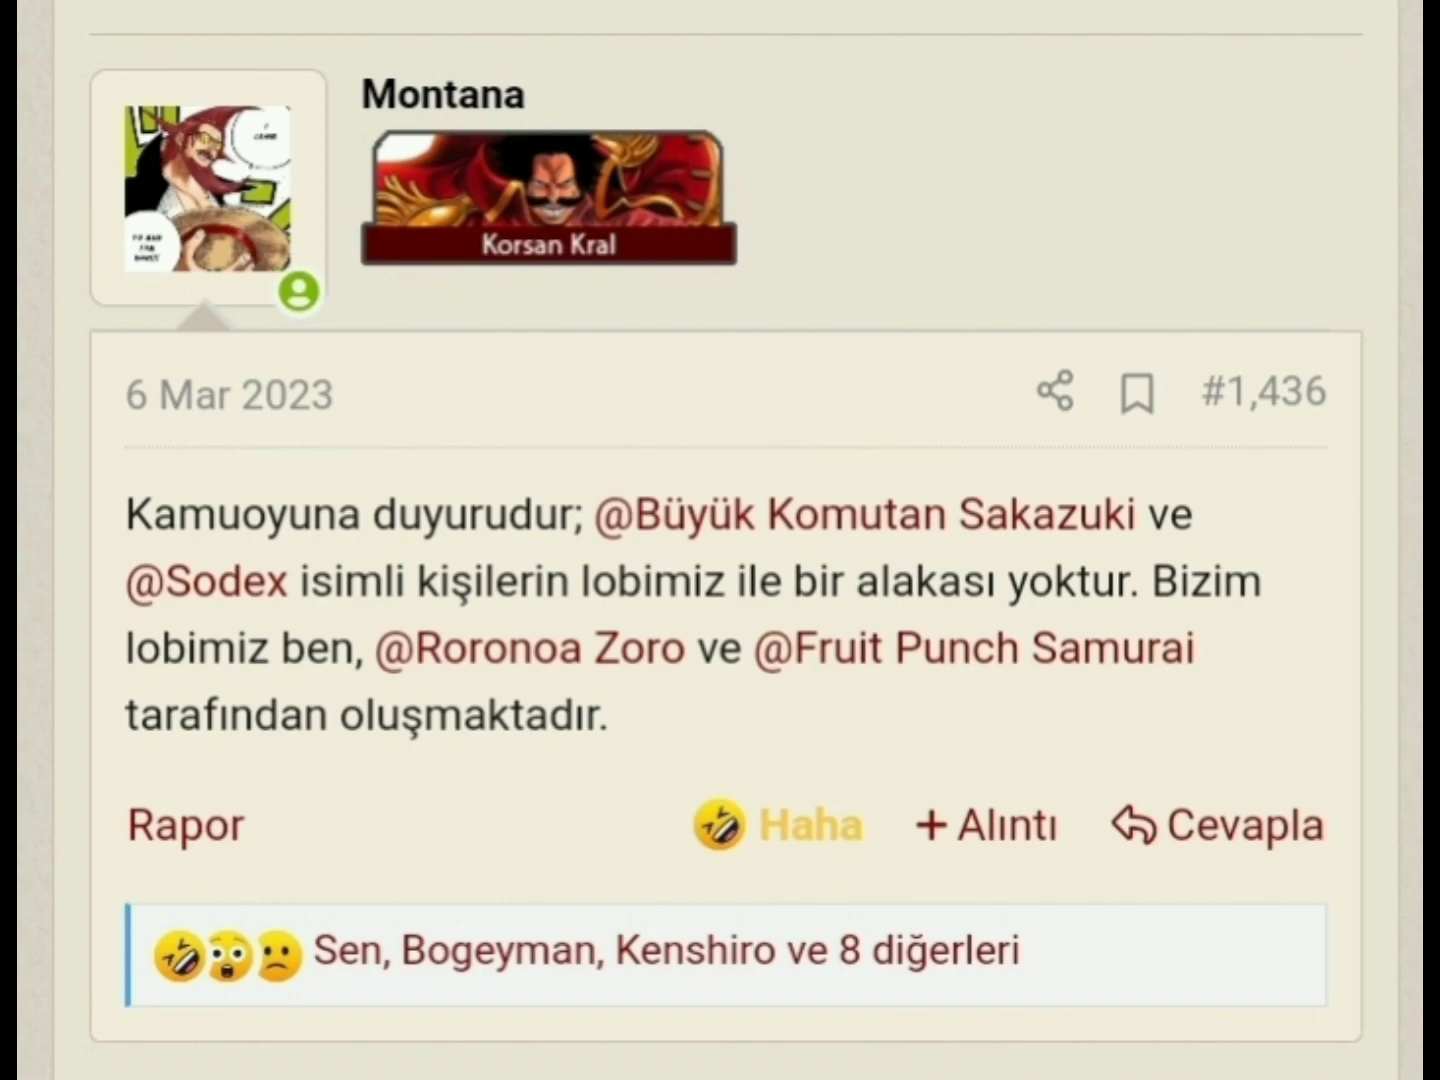 Montana
Korsan Kral
6 Mar 2023
#1,436
Kamuoyuna duyurudur; @Büyük Komutan Sakazuki ve
@Sodex isimli kişilerin lobimiz ile bir alakası yoktur. Bizim
lobimiz ben, @Roronoa Zoro ve @Fruit Punch Samurai
tarafından oluşmaktadır.
Rapor
Haha
+ Alıntı
Cevapla
Sen, Bogeyman, Kenshiro ve 8 diğerleri